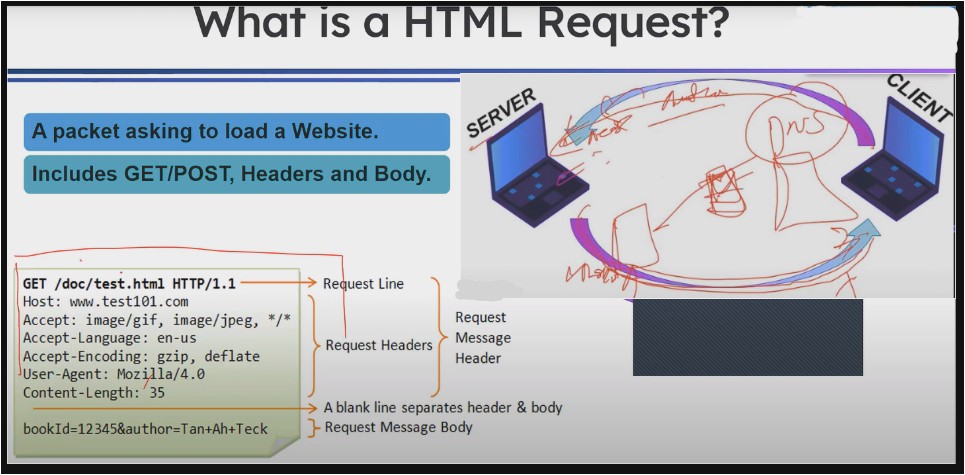 What is a HTML Request?
A packet asking to load a Website.
Includes GET/POST, Headers and Body.
SERVER
CLIENT
DNS
GET /doc/test.html HTTP/1.1
Request Line
Host: www.test101.com
Accept: image/gif, image/jpeg, */*
Accept-Language: en-us
Accept-Encoding: gzip, deflate
User-Agent: Mozilla/4.0
Content-Length: 35
Request Headers
Request
Message
Header
A blank line separates header & body
bookId=12345&author=Tan+Ah+Teck
Request Message Body